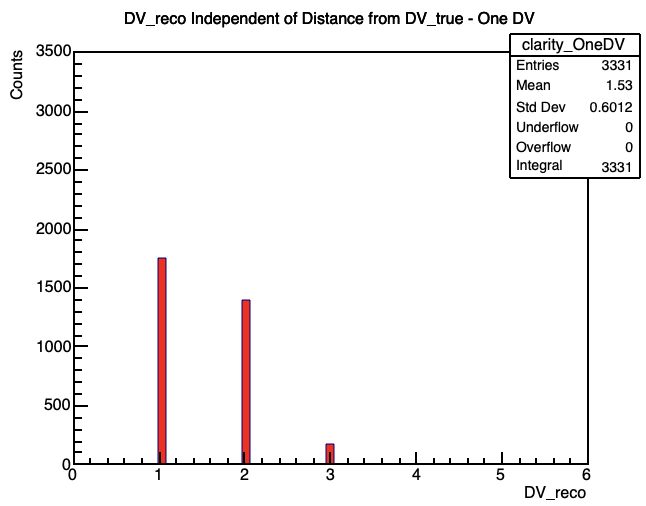 DV_reco Independent of Distance from DV_true - One DV
clarity_OneDV
Entries 3331
Mean 1.53
Std Dev 0.6012
Underflow 0
Overflow 0
Integral 3331
Counts
3500
3000
2500
2000
1500
1000
500
0
0 1 2 3 4 5 6
DV_reco